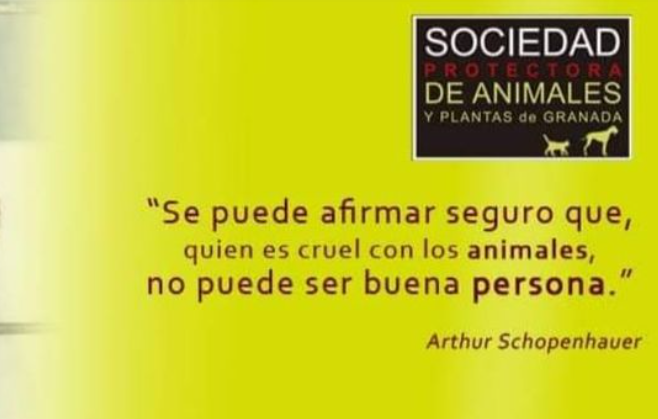 SOCIEDAD
PROTECTORA
DE ANIMALES
Y PLANTAS de GRANADA
"Se puede afirmar seguro que,
quien es cruel con los animales,
no puede ser buena persona."
Arthur Schopenhauer